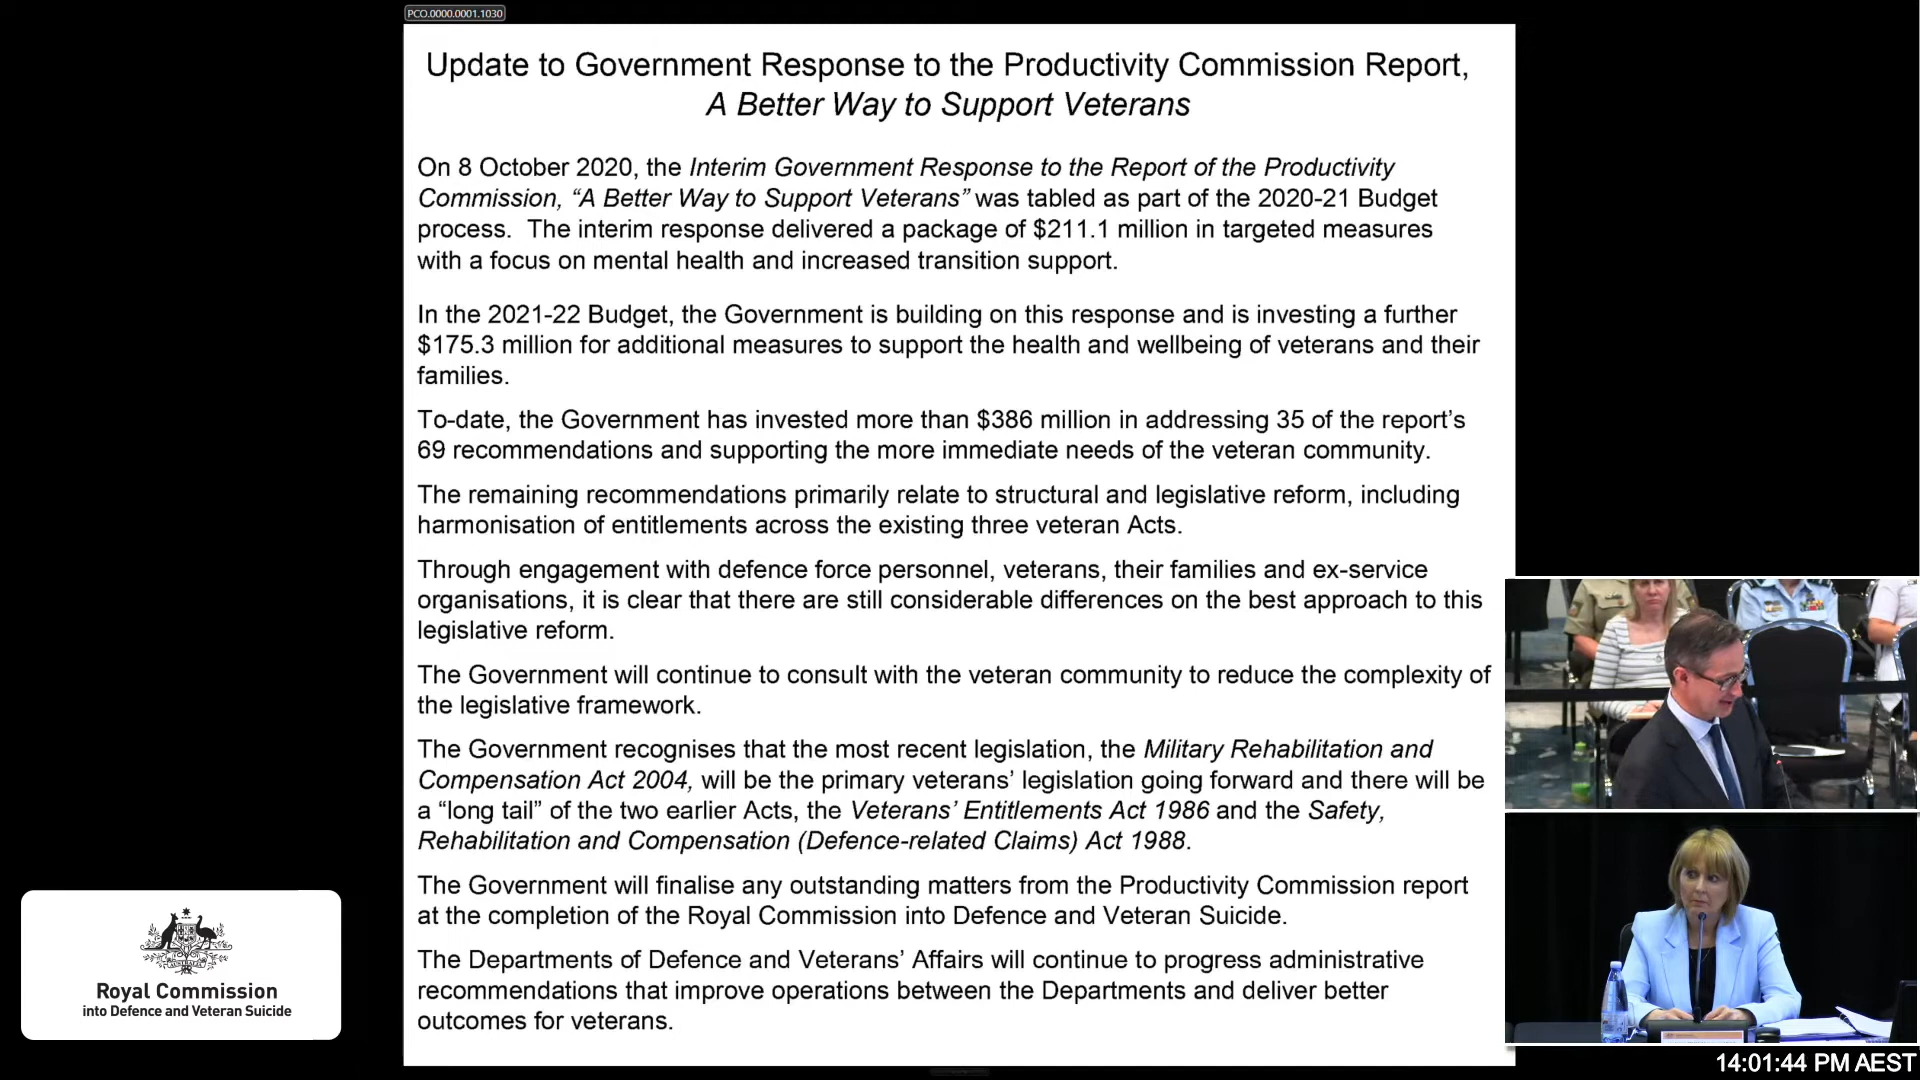 PCO.0000.0001.1030
Update to Government Response to the Productivity Commission Report,
A Better Way to Support Veterans
On 8 October 2020, the Interim Government Response to the Report of the Productivity
Commission, “A Better Way to Support Veterans” was tabled as part of the 2020-21 Budget
process.  The interim response delivered a package of $211.1 million in targeted measures
with a focus on mental health and increased transition support.
In the 2021-22 Budget, the Government is building on this response and is investing a further
$175.3 million for additional measures to support the health and wellbeing of veterans and their
families.
To-date, the Government has invested more than $386 million in addressing 35 of the report’s
69 recommendations and supporting the more immediate needs of the veteran community.
The remaining recommendations primarily relate to structural and legislative reform, including
harmonisation of entitlements across the existing three veteran Acts.
Through engagement with defence force personnel, veterans, their families and ex-service
organisations, it is clear that there are still considerable differences on the best approach to this
legislative reform.
The Government will continue to consult with the veteran community to reduce the complexity of
the legislative framework.
The Government recognises that the most recent legislation, the Military Rehabilitation and
Compensation Act 2004, will be the primary veterans’ legislation going forward and there will be
a “long tail” of the two earlier Acts, the Veterans’ Entitlements Act 1986 and the Safety,
Rehabilitation and Compensation (Defence-related Claims) Act 1988.
The Government will finalise any outstanding matters from the Productivity Commission report
at the completion of the Royal Commission into Defence and Veteran Suicide.
The Departments of Defence and Veterans’ Affairs will continue to progress administrative
recommendations that improve operations between the Departments and deliver better
outcomes for veterans.
AUSTRALIA
Royal Commission
into Defence and Veteran Suicide
14:01:44 PM AEST